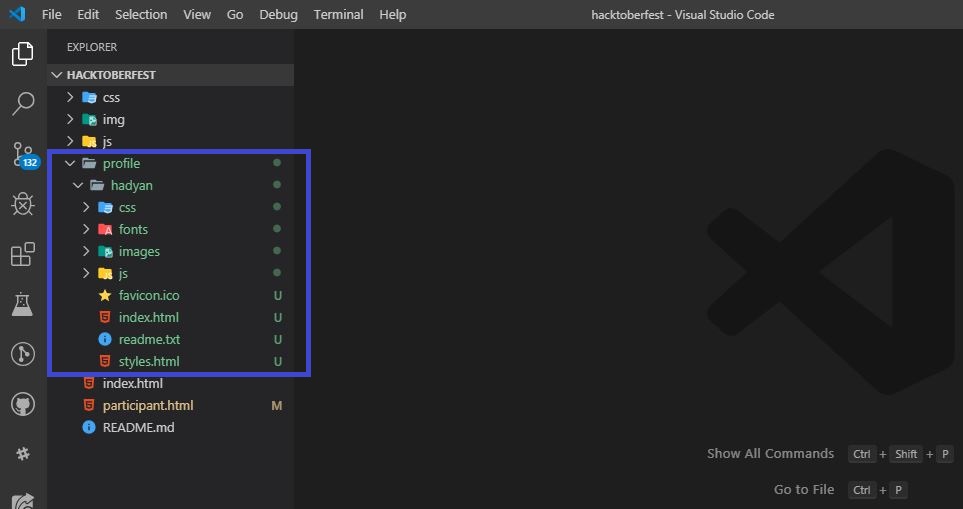 File Edit Selection View Go Debug Terminal Help hacktoberfest - Visual Studio Code
EXPLORER
HACKTOBERFEST
css
img
js
132
profile
hadyan
css
fonts
images
js
favicon.ico U
index.html U
readme.txt U
styles.html U
index.html
participant.html M
README.md
Show All Commands Ctrl + Shift + P
Go to File Ctrl + P